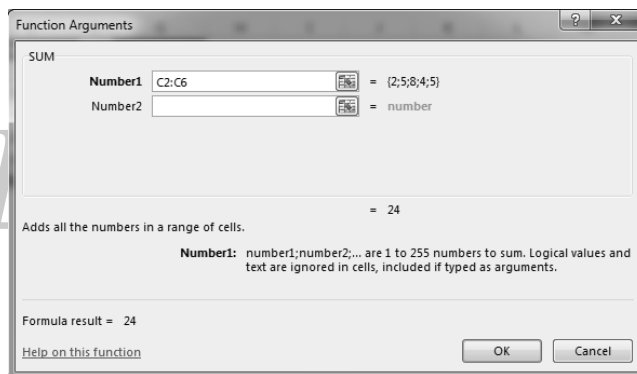 Function Arguments
SUM
Number1 C2:C6 = {2;5;8;4;5}
Number2 = number
= 24
Adds all the numbers in a range of cells.
Number1: number1;number2;... are 1 to 255 numbers to sum. Logical values and
text are ignored in cells, included if typed as arguments.
Formula result = 24
Help on this function
OK Cancel